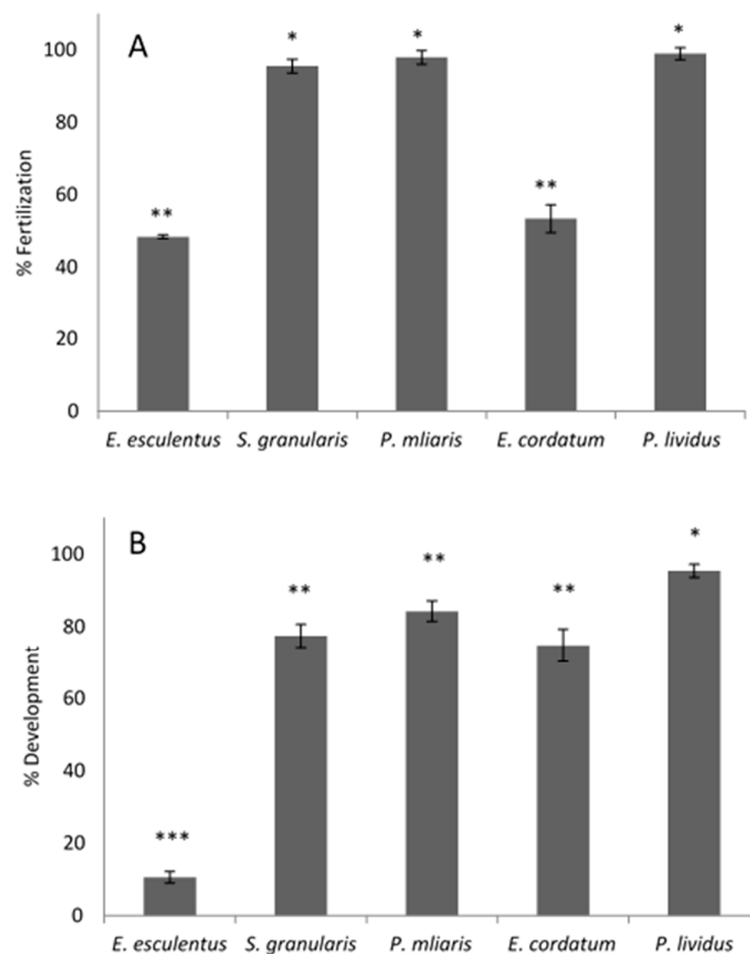 A
100
80
60
40
20
0
% Fertilization
** * * ** *
E. esculentus S. granularis P. mliaris E. cordatum P. lividus
B
100
80
60
40
20
0
% Development
*** ** ** ** *
E. esculentus S. granularis P. mliaris E. cordatum P. lividus